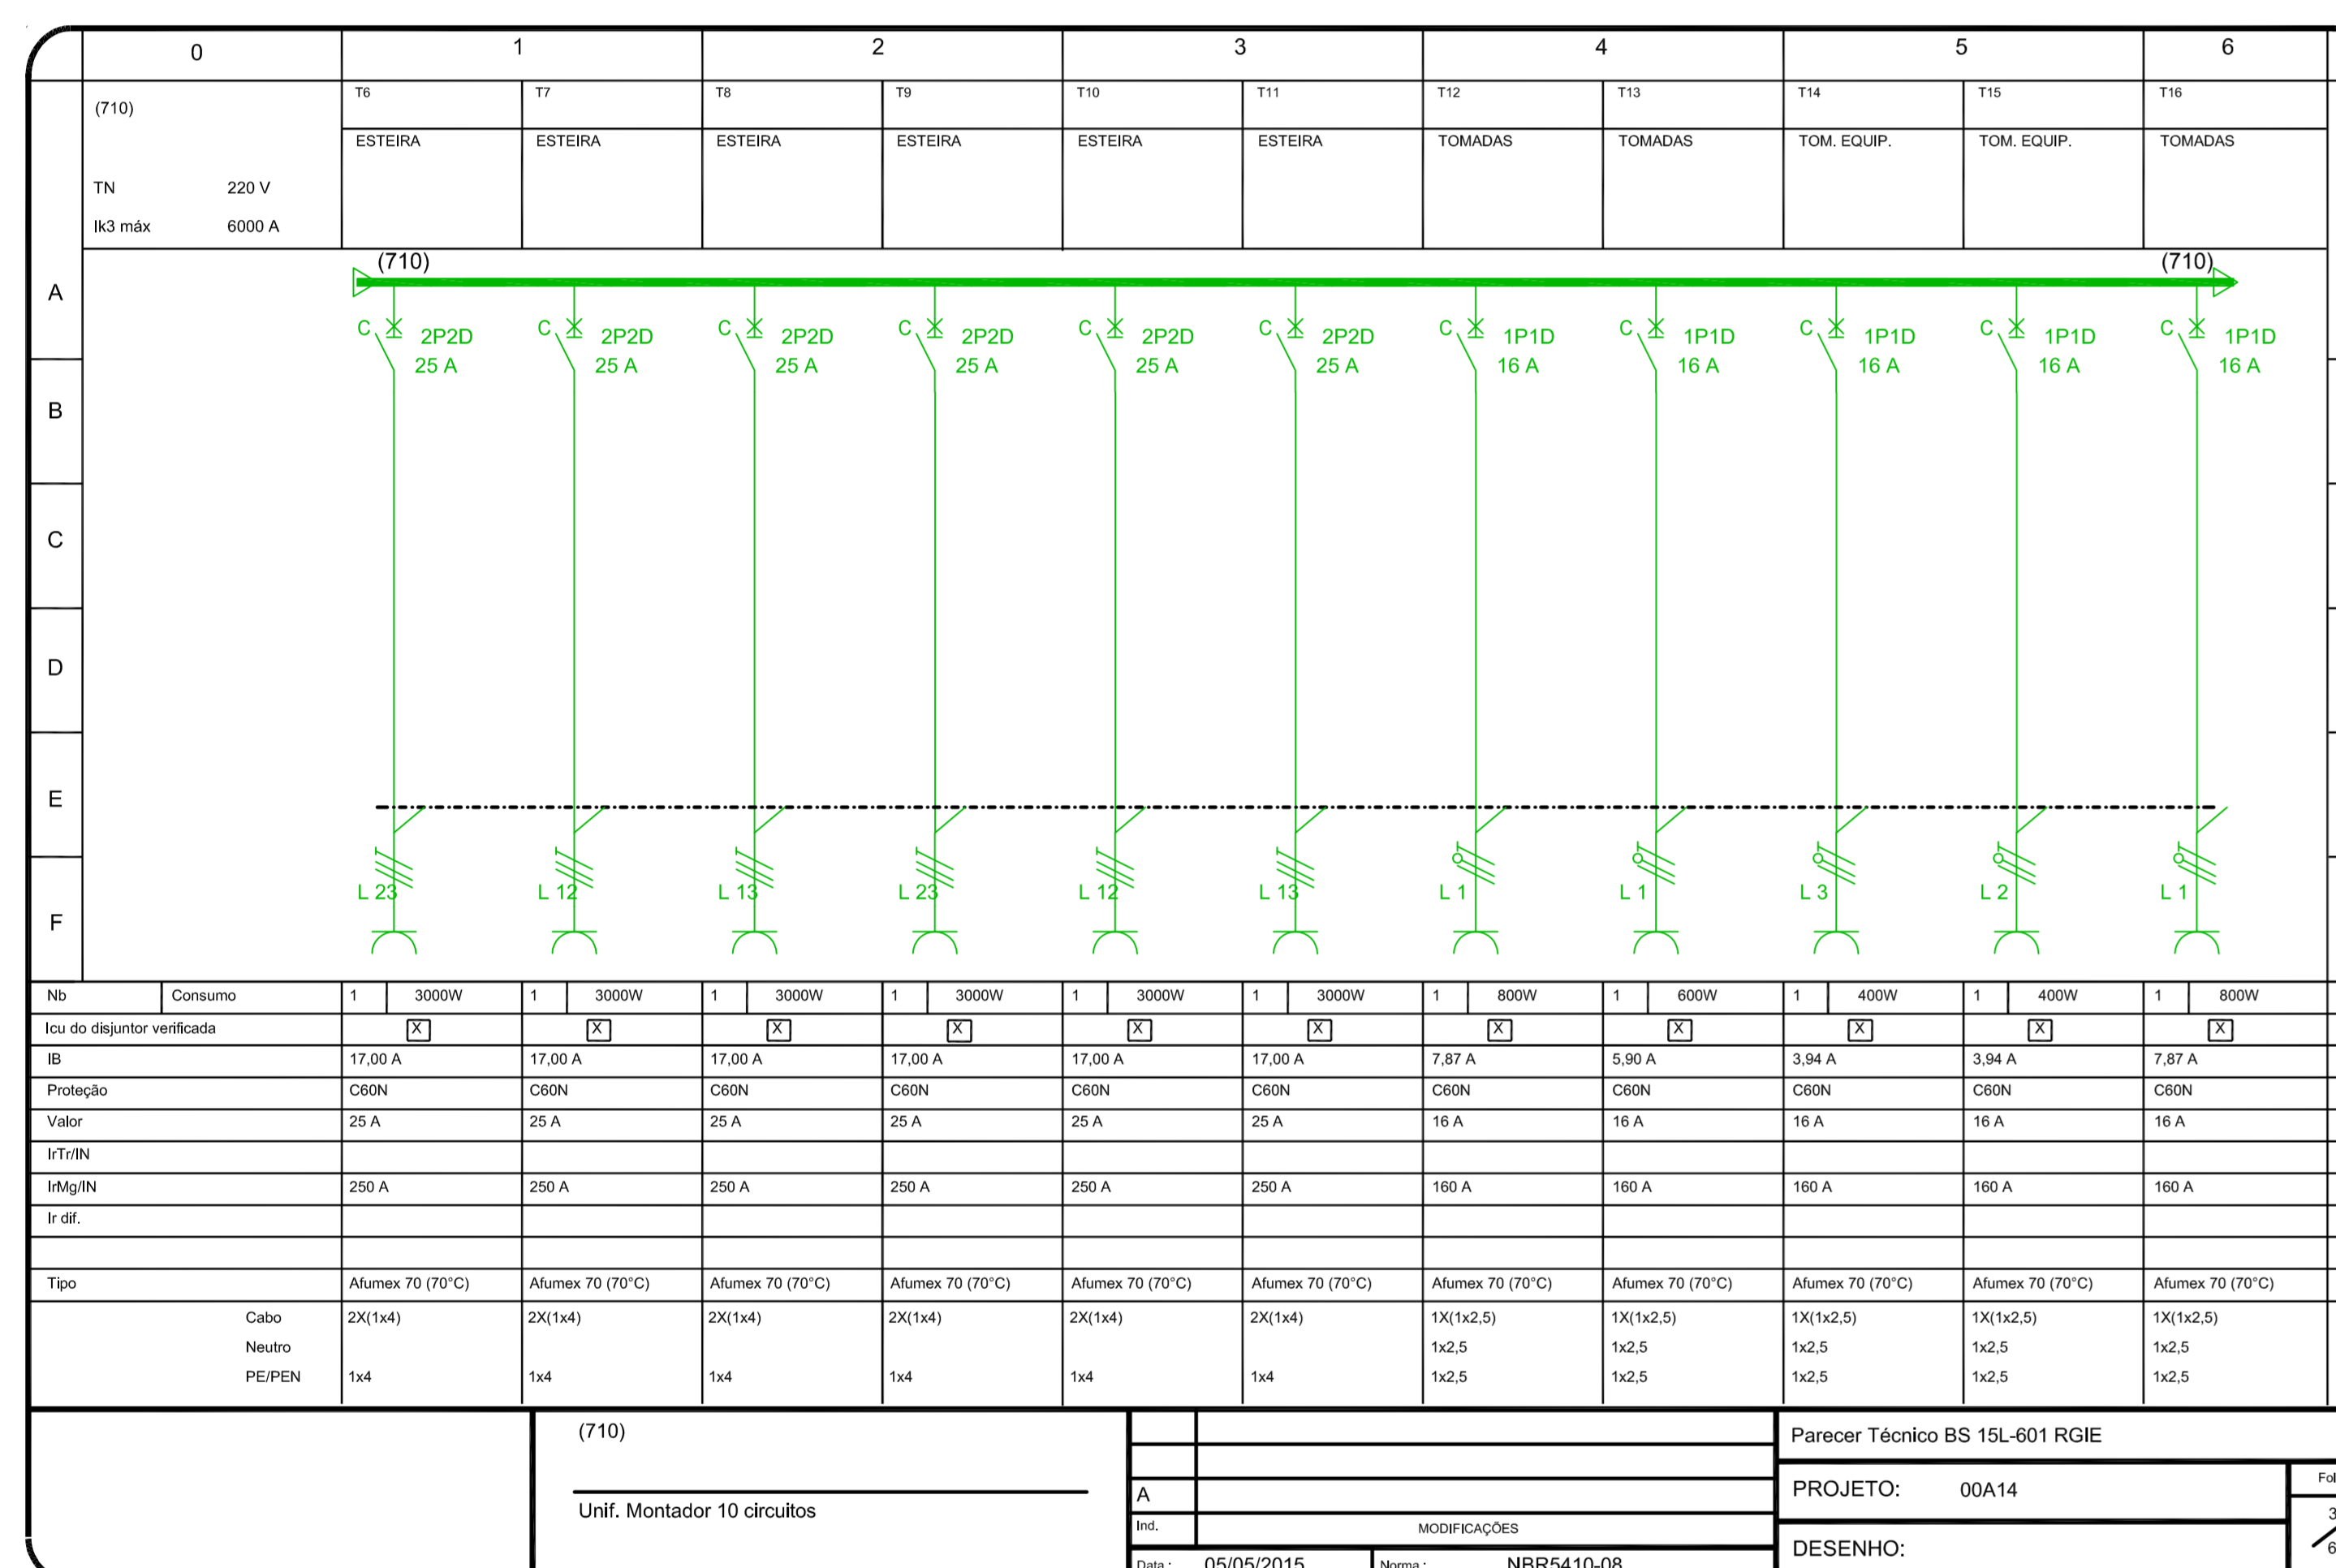 0 1 2 3 4 5 6
(710) T6 T7 T8 T9 T10 T11 T12 T13 T14 T15 T16
ESTEIRA ESTEIRA ESTEIRA ESTEIRA ESTEIRA ESTEIRA TOMADAS TOMADAS TOM. EQUIP. TOM. EQUIP. TOMADAS
TN 220 V
Ik3 máx 6000 A
(710) (710)
A
C 2P2D C 2P2D C 2P2D C 2P2D C 2P2D C 2P2D C 1P1D C 1P1D C 1P1D C 1P1D C 1P1D
25 A 25 A 25 A 25 A 25 A 25 A 16 A 16 A 16 A 16 A 16 A
B
C
D
E
L 23 L 12 L 13 L 23 L 12 L 13 L 1 L 1 L 3 L 2 L 1
F
Nb Consumo 1 3000W 1 3000W 1 3000W 1 3000W 1 3000W 1 3000W 1 800W 1 600W 1 400W 1 400W 1 800W
Icu do disjuntor verificada X X X X X X X X X X X
IB 17,00 A 17,00 A 17,00 A 17,00 A 17,00 A 17,00 A 7,87 A 5,90 A 3,94 A 3,94 A 7,87 A
Proteção C60N C60N C60N C60N C60N C60N C60N C60N C60N C60N C60N
Valor 25 A 25 A 25 A 25 A 25 A 25 A 16 A 16 A 16 A 16 A 16 A
IrTr/IN
IrMg/IN 250 A 250 A 250 A 250 A 250 A 250 A 160 A 160 A 160 A 160 A 160 A
Ir dif.
Tipo Afumex 70 (70°C) Afumex 70 (70°C) Afumex 70 (70°C) Afumex 70 (70°C) Afumex 70 (70°C) Afumex 70 (70°C) Afumex 70 (70°C) Afumex 70 (70°C) Afumex 70 (70°C) Afumex 70 (70°C) Afumex 70 (70°C)
Cabo 2X(1x4) 2X(1x4) 2X(1x4) 2X(1x4) 2X(1x4) 2X(1x4) 1X(1x2,5) 1X(1x2,5) 1X(1x2,5) 1X(1x2,5) 1X(1x2,5)
Neutro 1x2,5 1x2,5 1x2,5 1x2,5 1x2,5
PE/PEN 1x4 1x4 1x4 1x4 1x4 1x4 1x2,5 1x2,5 1x2,5 1x2,5 1x2,5
(710)
Unif. Montador 10 circuitos
A
Ind. MODIFICAÇÕES
Data : 05/05/2015 Norma : NBR5410-08
Parecer Técnico BS 15L-601 RGIE
PROJETO: 00A14
DESENHO: